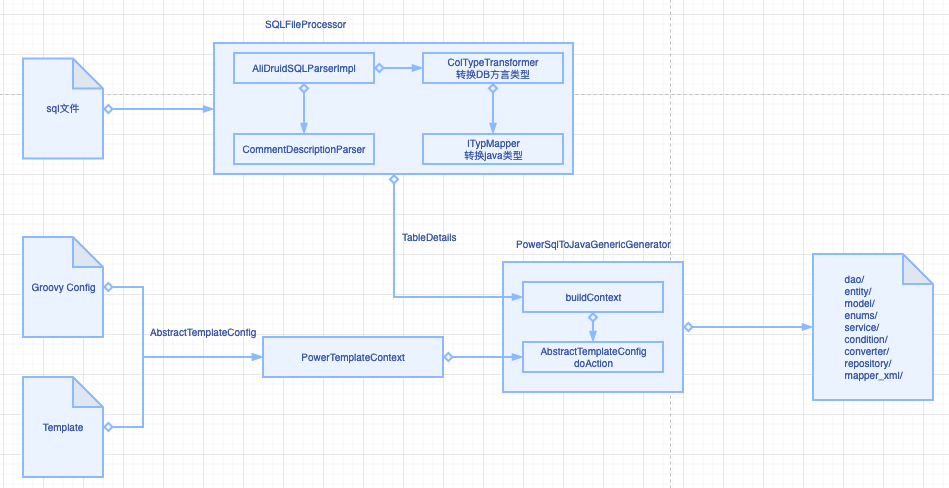 SQLFileProcessor
AliDruidSQLParserImpl
ColTypeTransformer
转换DB方言类型
sql文件
CommentDescriptionParser
ITypMapper
转换java类型
TableDetails
PowerSqlToJavaGenericGenerator
Groovy Config
buildContext
AbstractTemplateConfig
PowerTemplateContext
AbstractTemplateConfig
doAction
Template
dao/
entity/
model/
enums/
service/
condition/
converter/
repository/
mapper_xml/